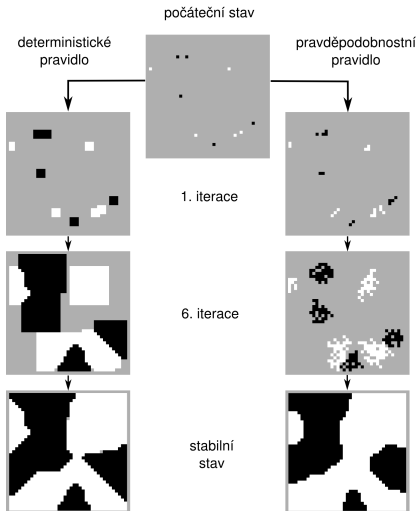 počáteční stav
deterministické
pravidlo
pravděpodobnostní
pravidlo
1. iterace
6. iterace
stabilní
stav